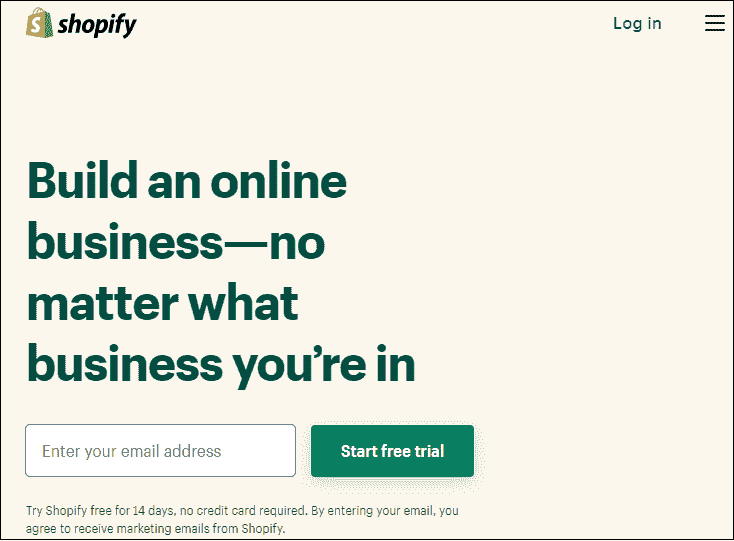 shopify
Log in
Build an online
business—no
matter what
business you’re in
Enter your email address
Start free trial
Try Shopify free for 14 days, no credit card required. By entering your email, you
agree to receive marketing emails from Shopify.